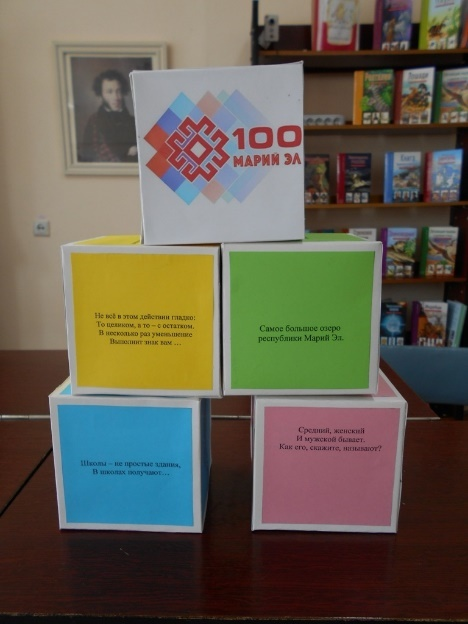 100
МАРИЙ ЭЛ
Не всё в этом действии гладко:
То целиком, а то – с остатком.
В несколько раз уменьшение
Выполнит знак вам ...
Самое большое озеро
республики Марий Эл.
Школы – не простые здания,
В школах получают....
Средний, женский
И мужской бывает.
Как его, скажите, называют?